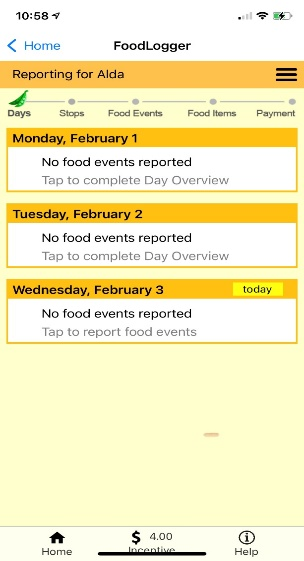 10:58
Home
FoodLogger
Reporting for Alda
Days
Stops
Food Events
Food Items
Payment
Monday, February 1
No food events reported
Tap to complete Day Overview
Tuesday, February 2
No food events reported
Tap to complete Day Overview
Wednesday, February 3
today
No food events reported
Tap to report food events
$ 4.00
Home
Incentive
Help